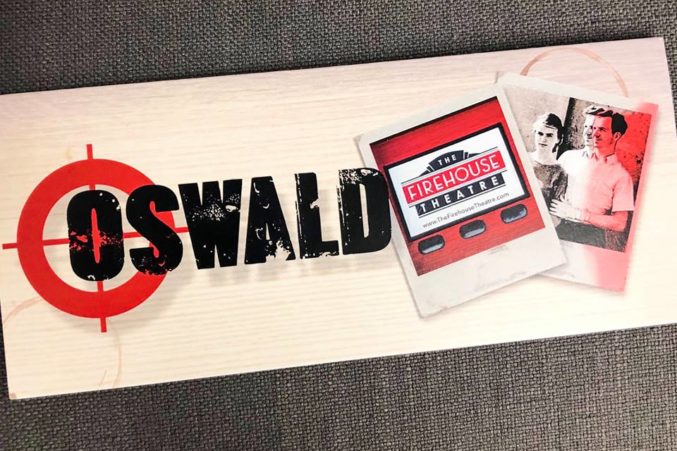 OSWALD
THE
FIREHOUSE
THEATRE
www.TheFirehouseTheatre.com